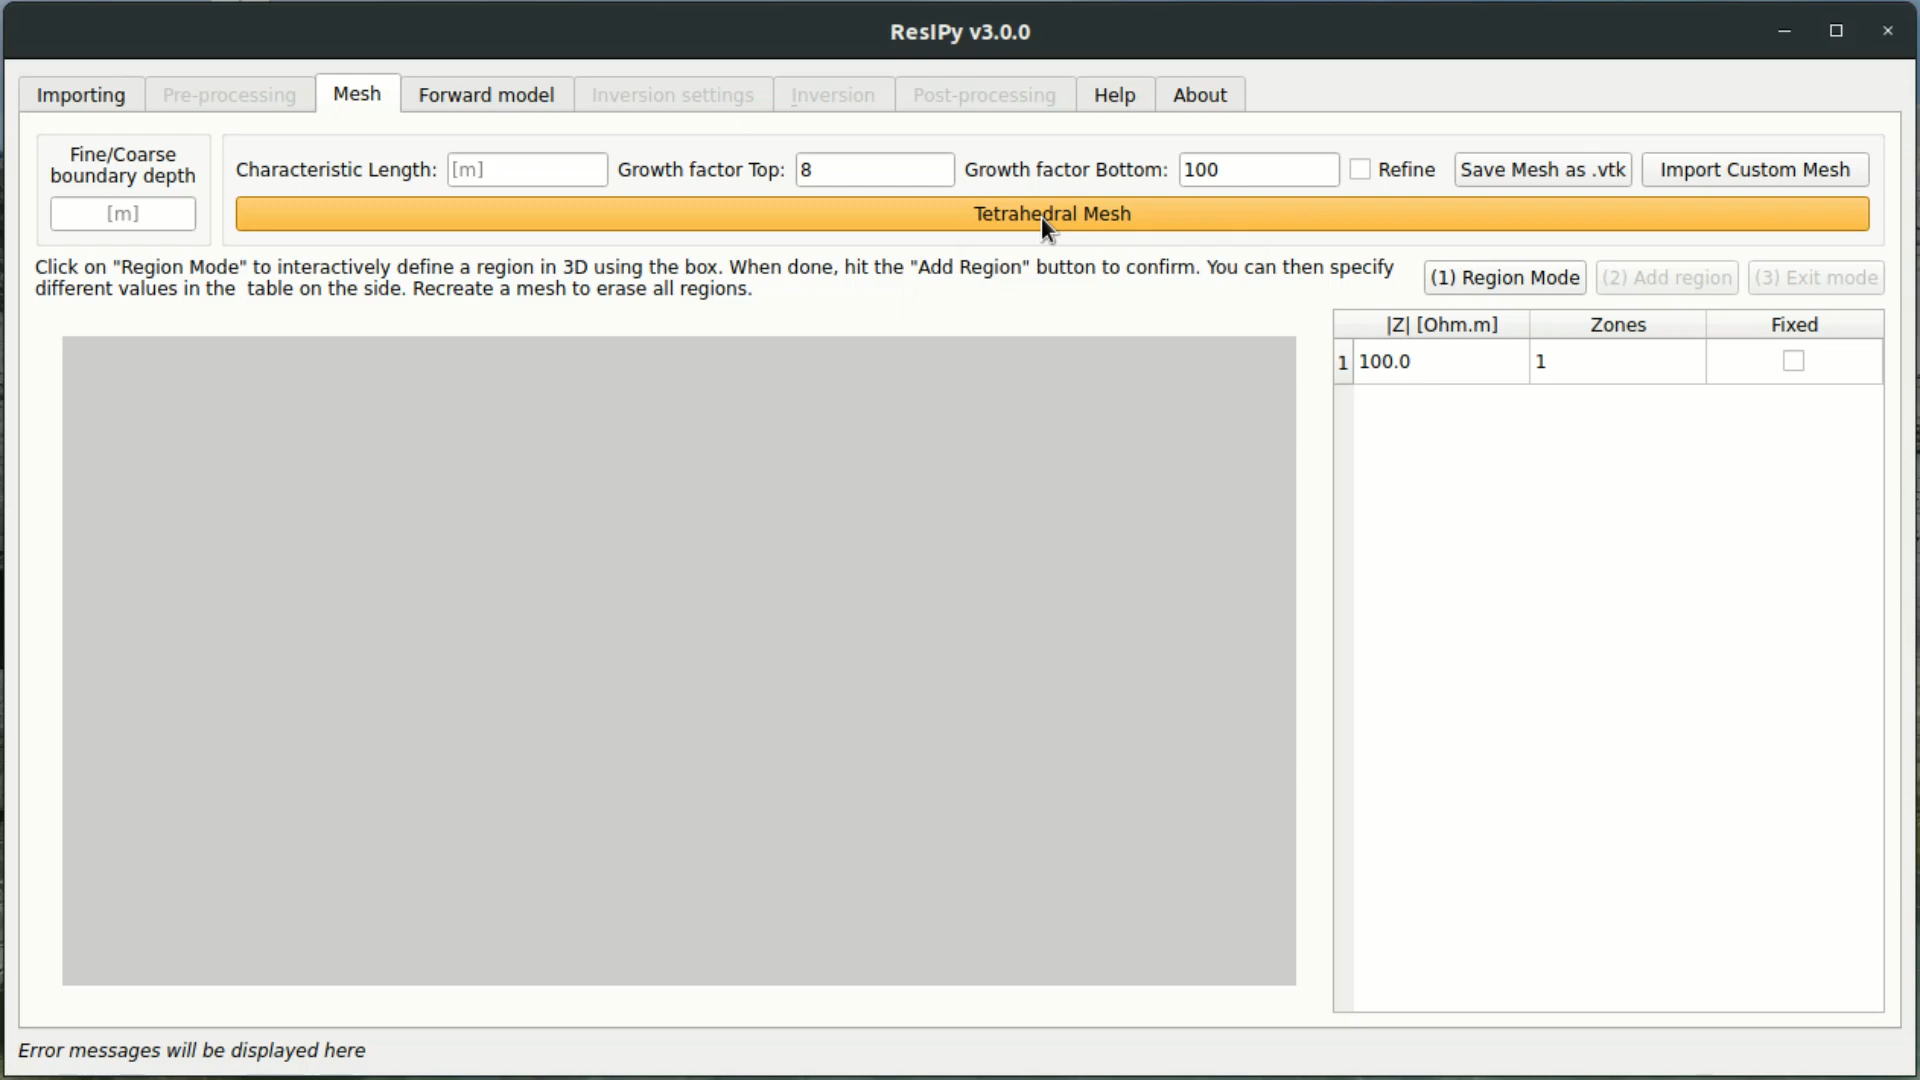 ResIPy v3.0.0
Importing
Pre-processing
Mesh
Forward model
Inversion settings
Inversion
Post-processing
Help
About
Fine/Coarse
boundary depth
[m]
Characteristic Length:
[m]
Growth factor Top:
8
Growth factor Bottom:
100
Refine
Save Mesh as .vtk
Import Custom Mesh
Tetrahedral Mesh
Click on "Region Mode" to interactively define a region in 3D using the box. When done, hit the "Add Region" button to confirm. You can then specify
different values in the  table on the side. Recreate a mesh to erase all regions.
(1) Region Mode
(2) Add region
(3) Exit mode
|Z| [Ohm.m]
Zones
Fixed
1
100.0
1
Error messages will be displayed here